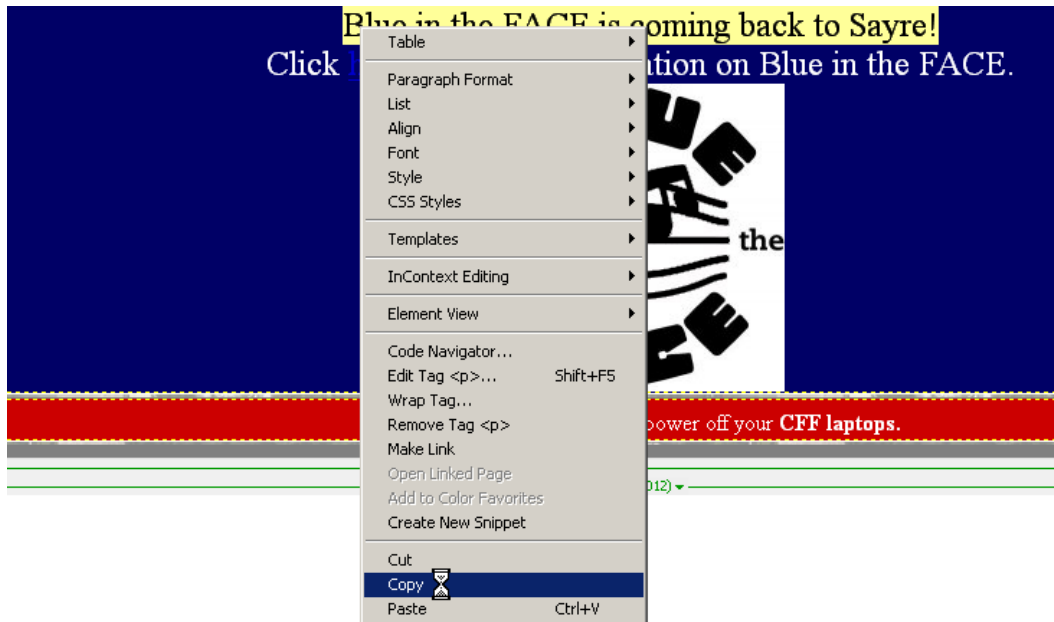 Blue in the FACE is coming back to Sayre!
Click ation on Blue in the FACE.
the
Table
Paragraph Format
List
Align
Font
Style
CSS Styles
Templates
InContext Editing
Element View
Code Navigator...
Edit Tag <p>... Shift+F5
Wrap Tag...
Remove Tag <p>
Make Link
Open Linked Page
Add to Color Favorites
Create New Snippet
Cut
Copy
Paste Ctrl+V
power off your CFF laptops.
012)